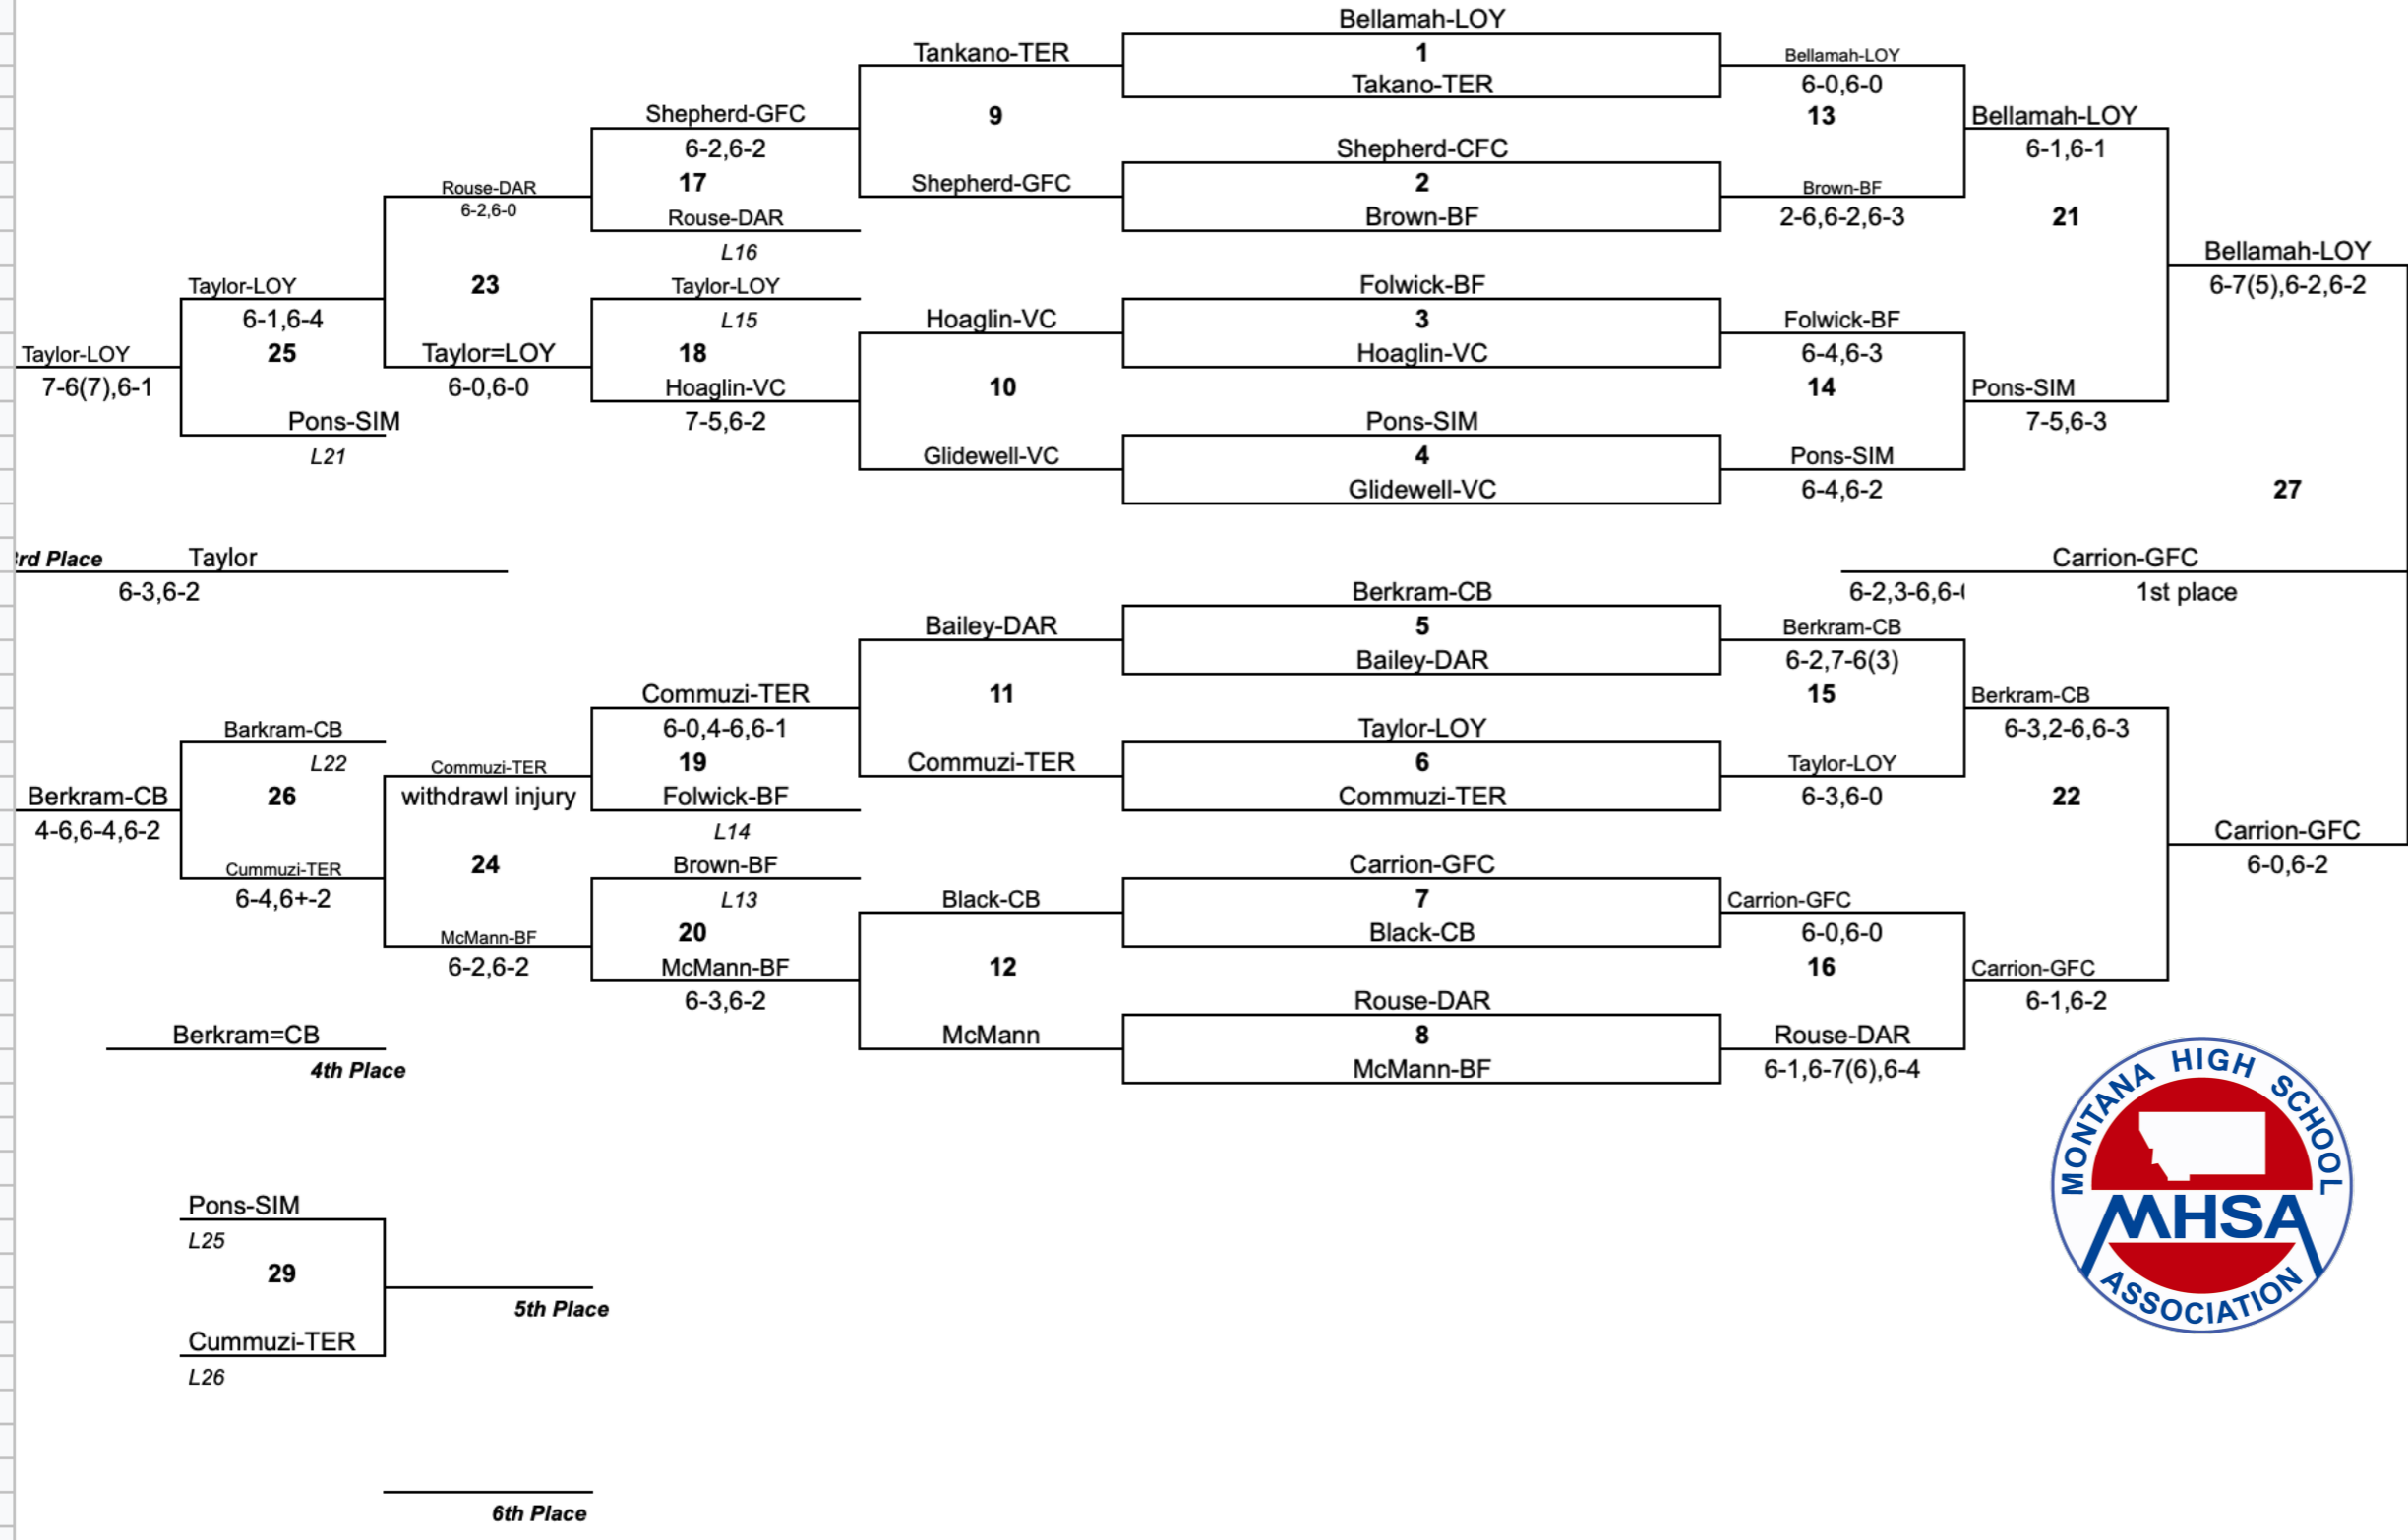 Bellamah-LOY
Tankano-TER
1
Bellamah-LOY
Takano-TER
6-0,6-0
Shepherd-GFC
9
13
Bellamah-LOY
6-2,6-2
Shepherd-CFC
6-1,6-1
Rouse-DAR
17
Shepherd-GFC
2
Brown-BF
6-2,6-0
Rouse-DAR
Brown-BF
2-6,6-2,6-3
21
L16
Bellamah-LOY
Taylor-LOY
23
Taylor-LOY
Folwick-BF
6-7(5),6-2,6-2
6-1,6-4
L15
Hoaglin-VC
3
Folwick-BF
Taylor-LOY
25
Taylor=LOY
18
Hoaglin-VC
6-4,6-3
7-6(7),6-1
6-0,6-0
Hoaglin-VC
10
14
Pons-SIM
Pons-SIM
7-5,6-2
Pons-SIM
7-5,6-3
L21
Glidewell-VC
4
Pons-SIM
Glidewell-VC
6-4,6-2
27
rd Place
Taylor
Carrion-GFC
6-3,6-2
Berkram-CB
6-2,3-6,6-
1st place
Bailey-DAR
5
Berkram-CB
Bailey-DAR
6-2,7-6(3)
Commuzi-TER
11
15
Berkram-CB
Barkram-CB
6-0,4-6,6-1
Taylor-LOY
6-3,2-6,6-3
L22
Commuzi-TER
19
Commuzi-TER
6
Taylor-LOY
Berkram-CB
26
withdrawl injury
Folwick-BF
Commuzi-TER
6-3,6-0
22
4-6,6-4,6-2
L14
Carrion-GFC
Cummuzi-TER
24
Brown-BF
Carrion-GFC
6-0,6-2
6-4,6+-2
L13
Black-CB
7
Carrion-GFC
McMann-BF
20
Black-CB
6-0,6-0
6-2,6-2
McMann-BF
12
16
Carrion-GFC
6-3,6-2
Rouse-DAR
6-1,6-2
Berkram=CB
McMann
8
Rouse-DAR
4th Place
McMann-BF
6-1,6-7(6),6-4
MONTANA HIGH SCHOOL
MHSA
ASSOCIATION
Pons-SIM
L25
29
5th Place
Cummuzi-TER
L26
6th Place